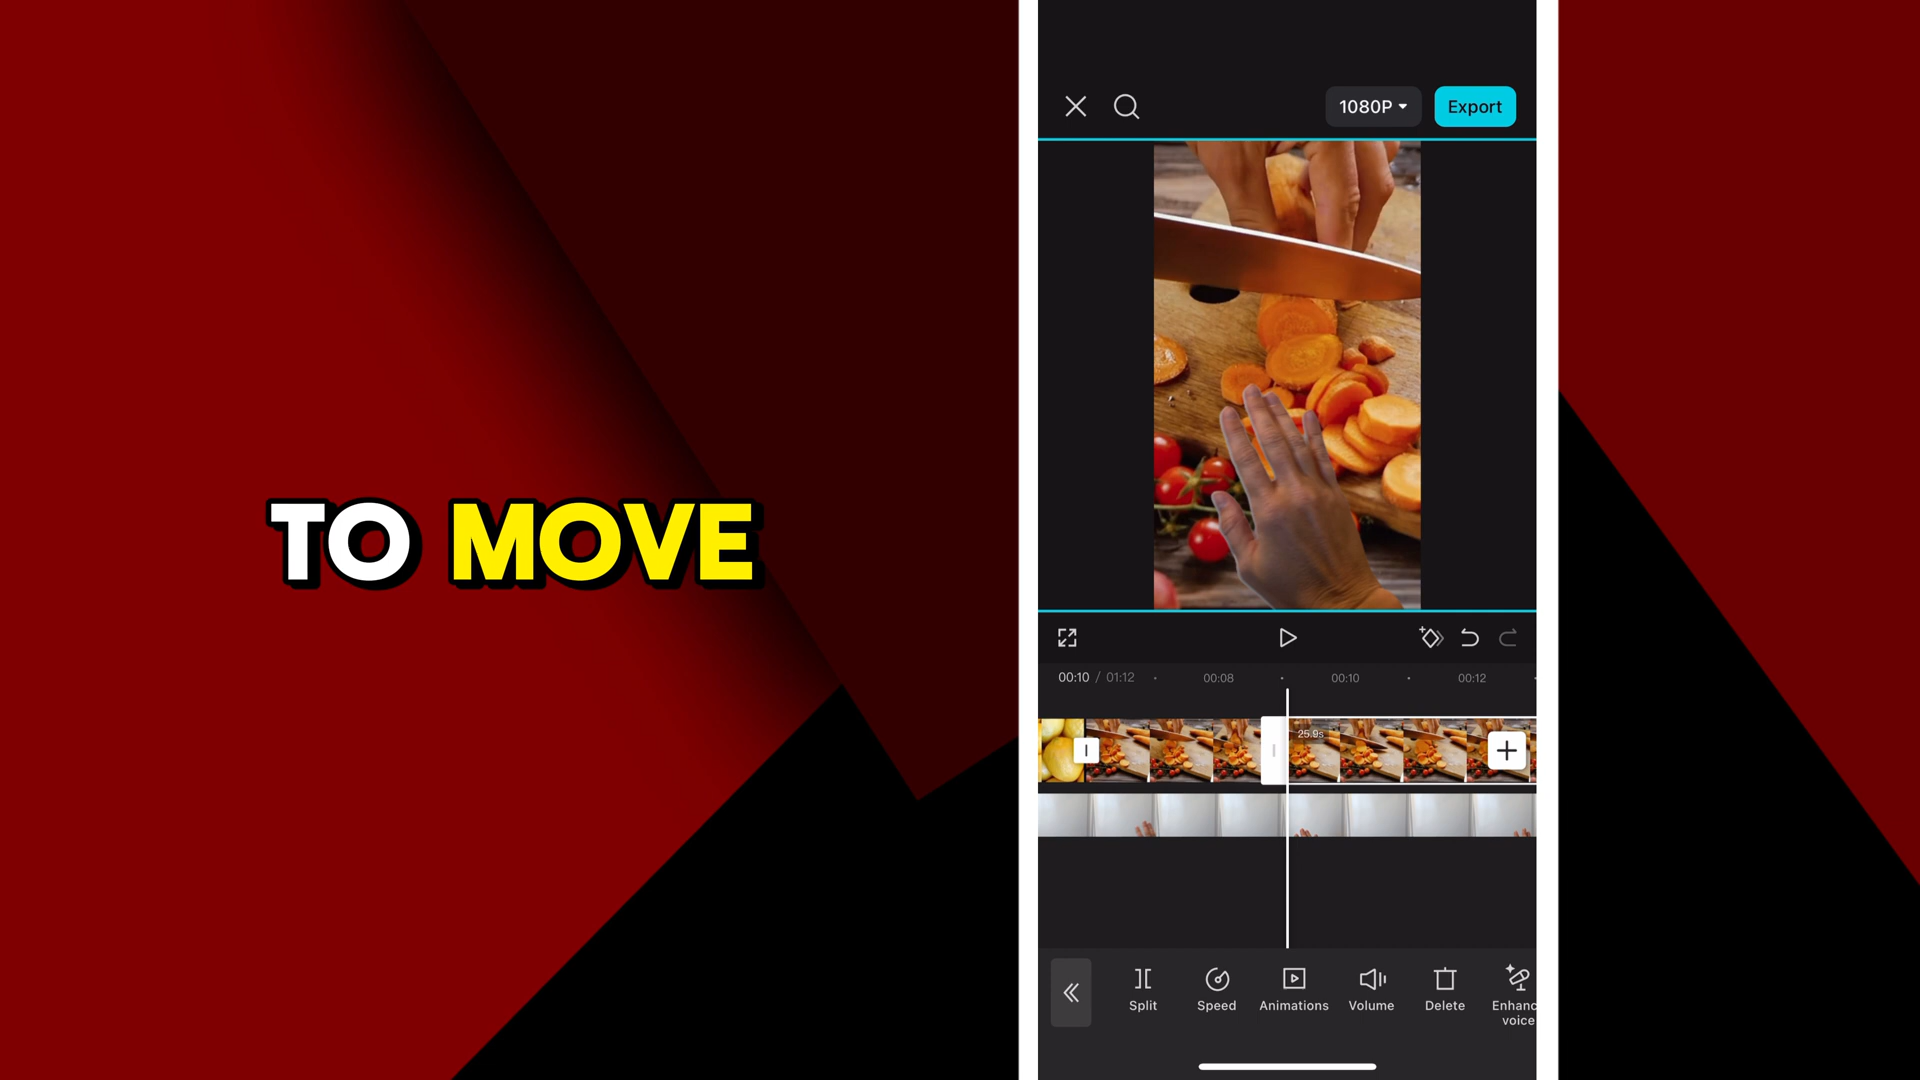 TO MOVE
1080P Export
00:10 / 01:12 00:08 00:10 00:12
25.9s
Split Speed Animations Volume Delete Enhanc
voice